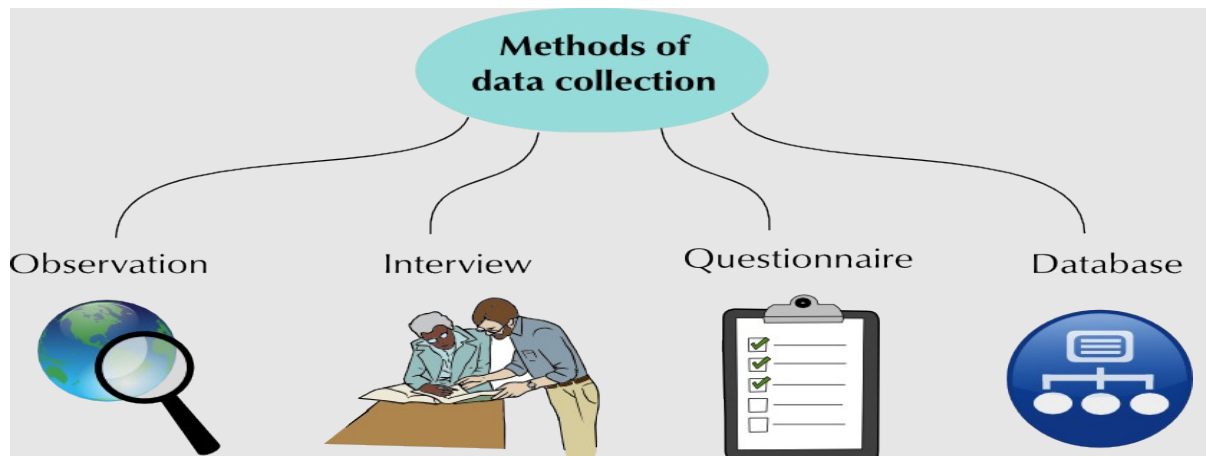 Methods of
data collection
Observation
Interview
Questionnaire
Database